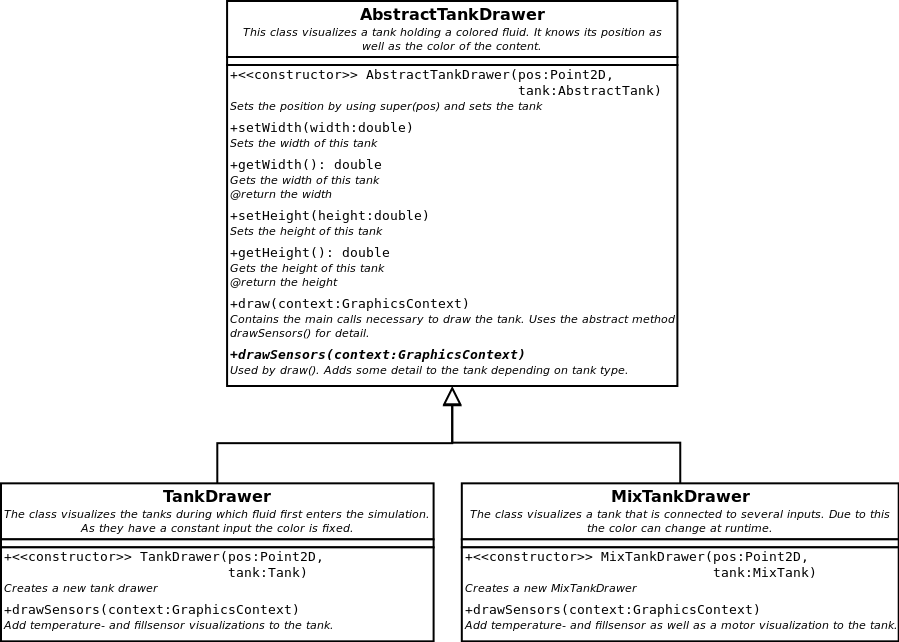 AbstractTankDrawer
This class visualizes a tank holding a colored fluid. It knows its position as
well as the color of the content.
+<<constructor>> AbstractTankDrawer(pos:Point2D,
tank:AbstractTank)
Sets the position by using super(pos) and sets the tank
+setWidth(width:double)
Sets the width of this tank
+getWidth(): double
Gets the width of this tank
@return the width
+setHeight(height:double)
Sets the height of this tank
+getHeight(): double
Gets the height of this tank
@return the height
+draw(context:GraphicsContext)
Contains the main calls necessary to draw the tank. Uses the abstract method
drawSensors() for detail.
+drawSensors(context:GraphicsContext)
Used by draw(). Adds some detail to the tank depending on tank type.
TankDrawer
The class visualizes the tanks during which fluid first enters the simulation.
As they have a constant input the color is fixed.
+<<constructor>> TankDrawer(pos:Point2D,
tank:Tank)
Creates a new tank drawer
+drawSensors(context:GraphicsContext)
Add temperature- and fillsensor visualizations to the tank.
MixTankDrawer
The class visualizes a tank that is connected to several inputs. Due to this
the color can change at runtime.
+<<constructor>> MixTankDrawer(pos:Point2D,
tank:MixTank)
Creates a new MixTankDrawer
+drawSensors(context:GraphicsContext)
Add temperature- and fillsensor as well as a motor visualization to the tank.